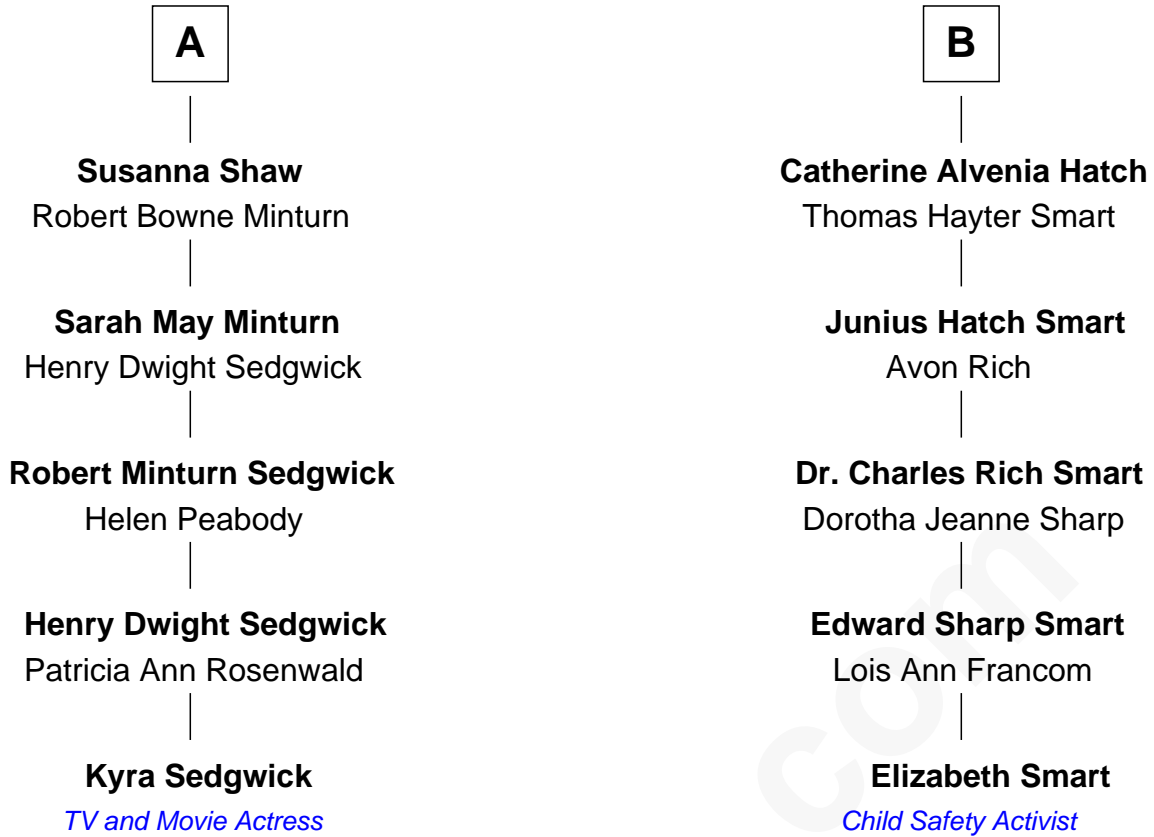 A
Susanna Shaw
Robert Bowne Minturn
Sarah May Minturn
Henry Dwight Sedgwick
Robert Minturn Sedgwick
Helen Peabody
Henry Dwight Sedgwick
Patricia Ann Rosenwald
Kyra Sedgwick
TV and Movie Actress
B
Catherine Alvenia Hatch
Thomas Hayter Smart
Junius Hatch Smart
Avon Rich
Dr. Charles Rich Smart
Dorotha Jeanne Sharp
Edward Sharp Smart
Lois Ann Francom
Elizabeth Smart
Child Safety Activist
com